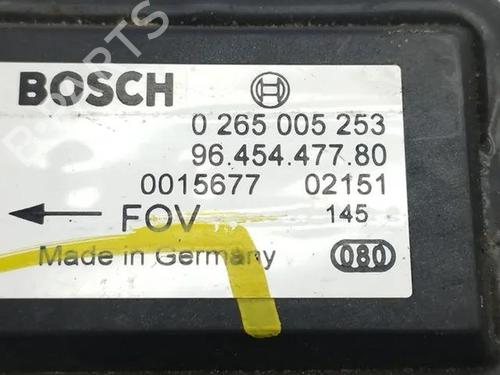 BOSCH
0 265 005 253
96.454.477.80
0015677 02151
FOV 145
Made in Germany 080